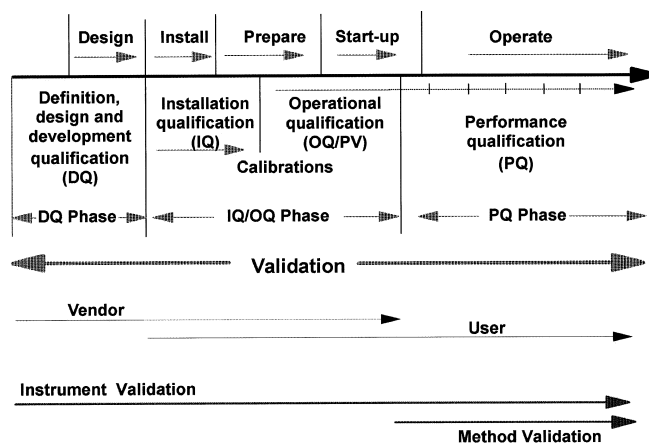 Design Install Prepare Start-up Operate
Definition,
design and
development
qualification
(DQ)
Installation
qualification
(IQ)
Operational
qualification
(OQ/PV)
Calibrations
Performance
qualification
(PQ)
DQ Phase IQ/OQ Phase PQ Phase
Validation
Vendor
User
Instrument Validation
Method Validation